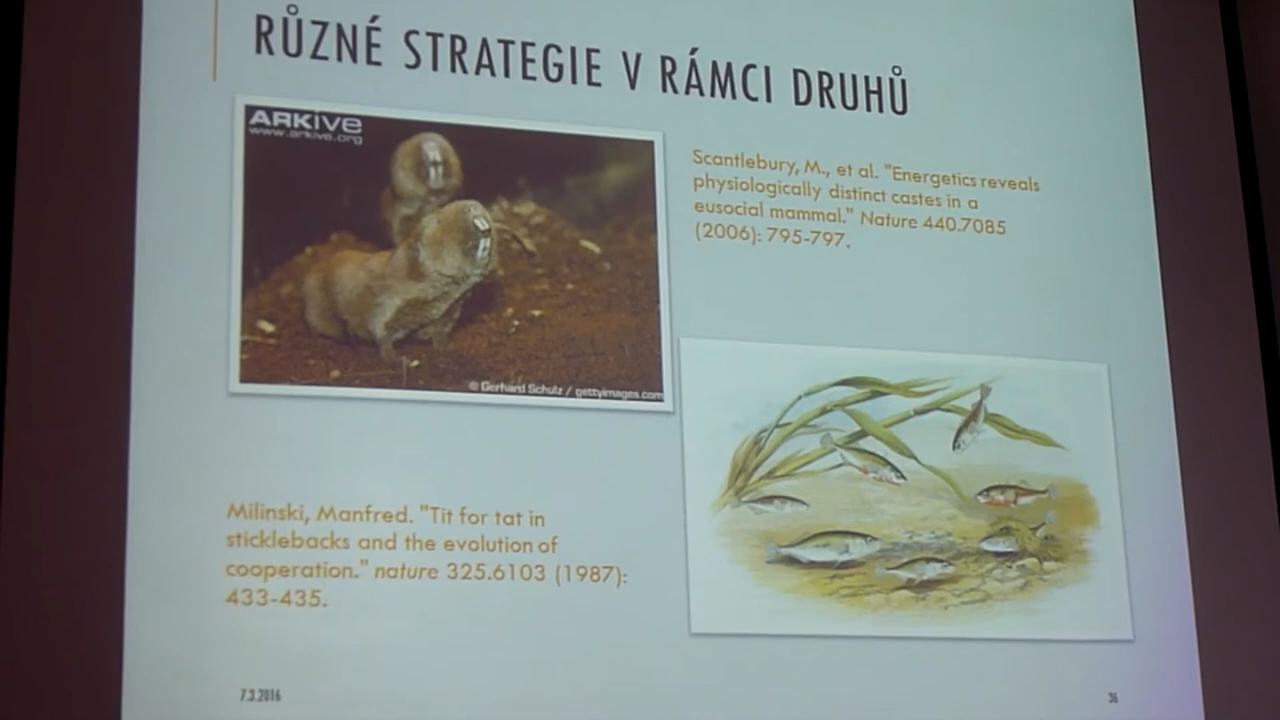 RŮZNÉ STRATEGIE V RÁMCI DRUHŮ
ARKive
www.arkive.org
© Gerhard Schulz / gettyimages.com
Scantlebury, M., et al. "Energetics reveals
physiologically distinct castes in a
eusocial mammal." Nature 440.7085
(2006): 795-797.
Milinski, Manfred. "Tit for tat in
sticklebacks and the evolution of
cooperation." nature 325.6103 (1987):
433-435.
7.3.2016
36